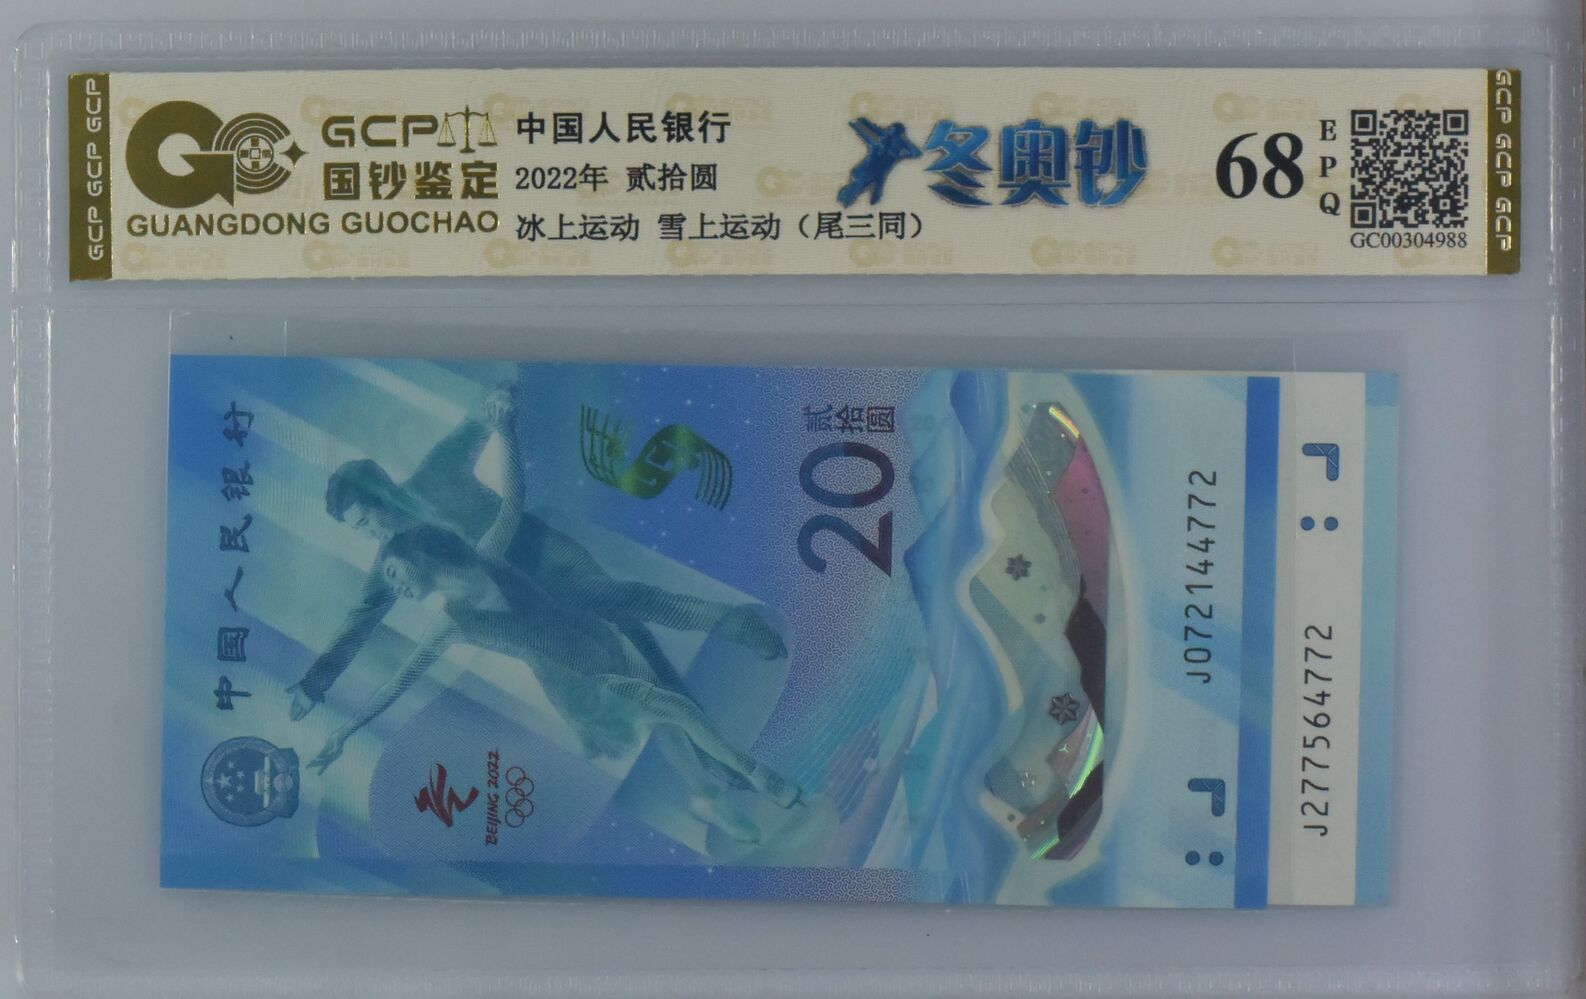 GCP GCP GCP
GCP
国钞鉴定
GUANGDONG GUOCHAO
中国人民银行
2022年 贰拾圆
冰上运动 雪上运动（尾三同）
冬奥钞
68
EPQ
GC00304988
GCP GCP GCP
中国人民银行
BEIJING 2022
贰拾圆
20
J072144772
J277564772